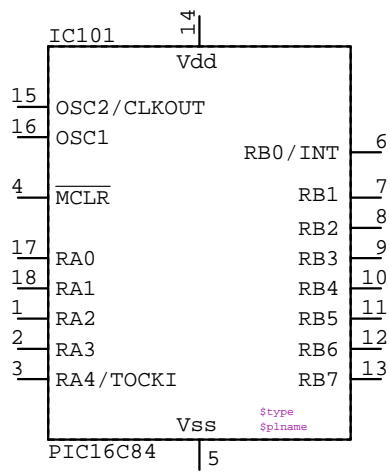 IC101
14
Vdd
15 OSC2/CLKOUT
16 OSC1
RB0/INT 6
4 MCLR
RB1 7
RB2 8
17 RA0
RB3 9
18 RA1
RB4 10
1 RA2
RB5 11
2 RA3
RB6 12
3 RA4/TOCKI
RB7 13
$type
Vss
$plname
PIC16C84
5